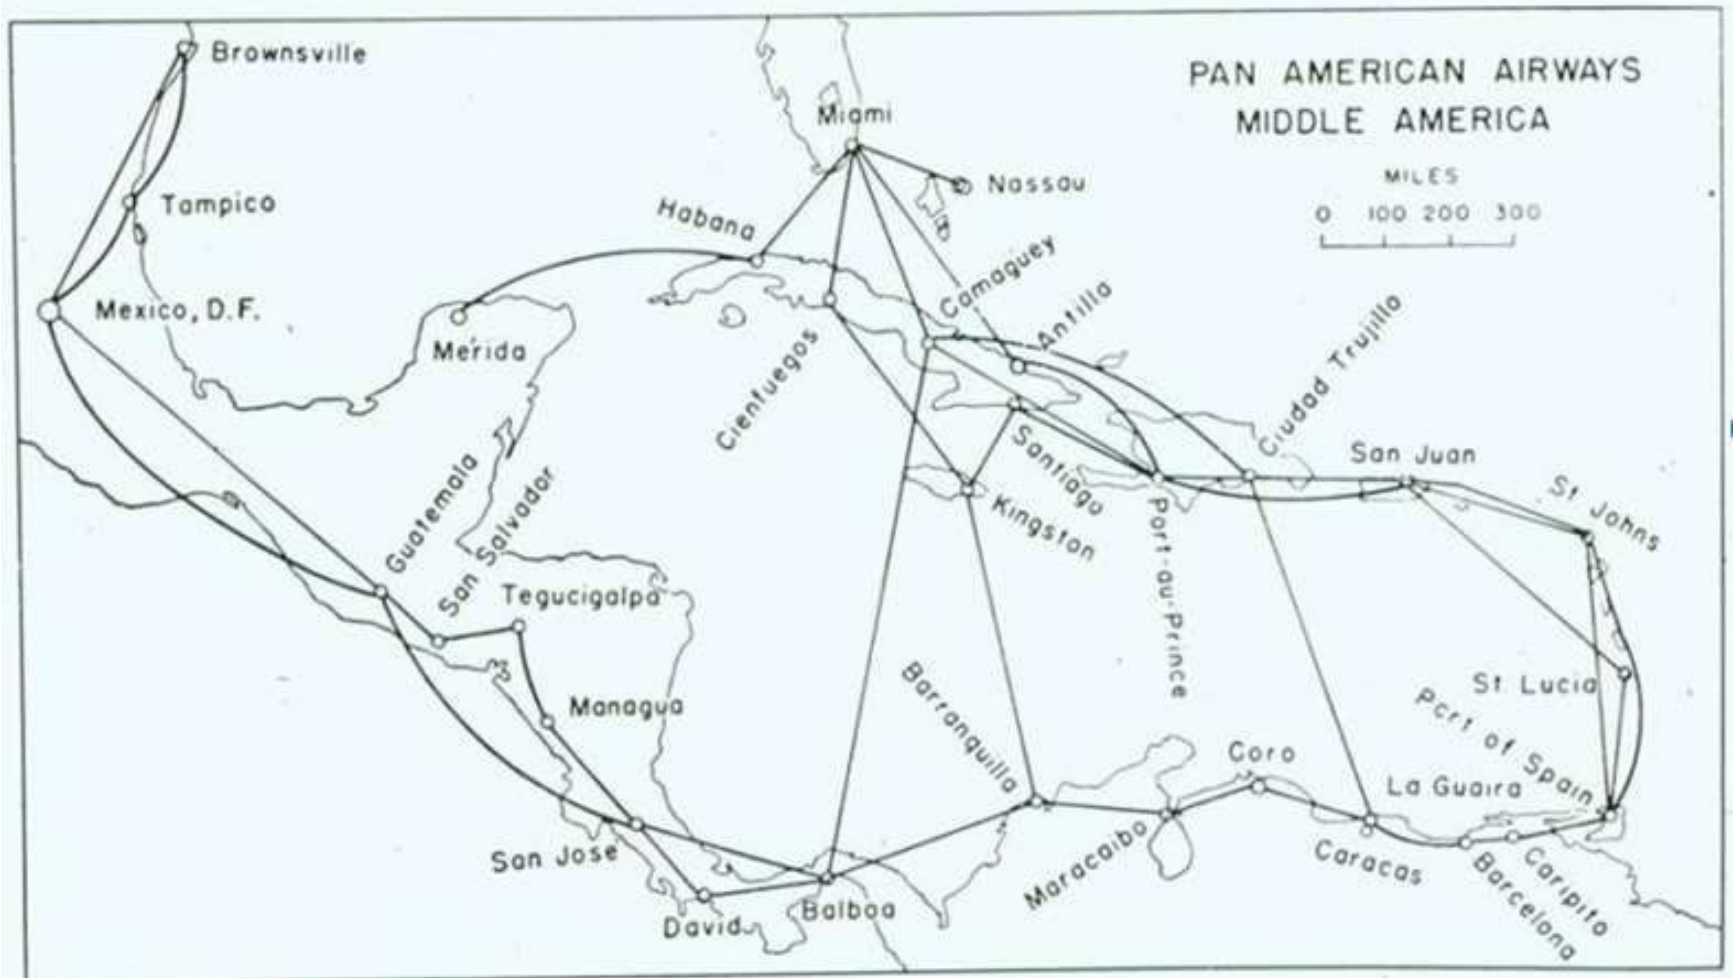 PAN AMERICAN AIRWAYS
MIDDLE AMERICA
MILES
0 100 200 300
Brownsville
Miami
Nassau
Tampico
Habana
Mexico, D.F.
Mérida
Cienfuegos
Camaguey
Antilla
Ciudad Trujillo
Santiago
Kingston
Port-au-Prince
San Juan
St. Johns
Guatemala
San Salvador
Tegucigalpa
Managua
St. Lucia
Port of Spain
Barranquilla
Coro
La Guaira
San José
Maracaibo
Caracas
Caripito
Barcelona
David
Balboa